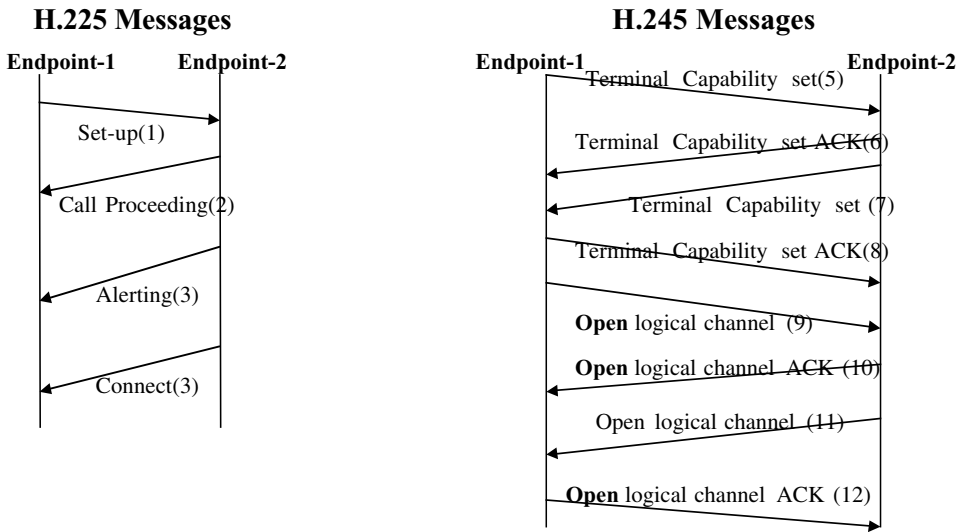 H.225 Messages
Endpoint-1 Endpoint-2
Set-up(1)
Call Proceeding(2)
Alerting(3)
Connect(3)
H.245 Messages
Endpoint-1 Endpoint-2
Terminal Capability set(5)
Terminal Capability set ACK(6)
Terminal Capability set (7)
Terminal Capability set ACK(8)
Open logical channel (9)
Open logical channel ACK (10)
Open logical channel (11)
Open logical channel ACK (12)